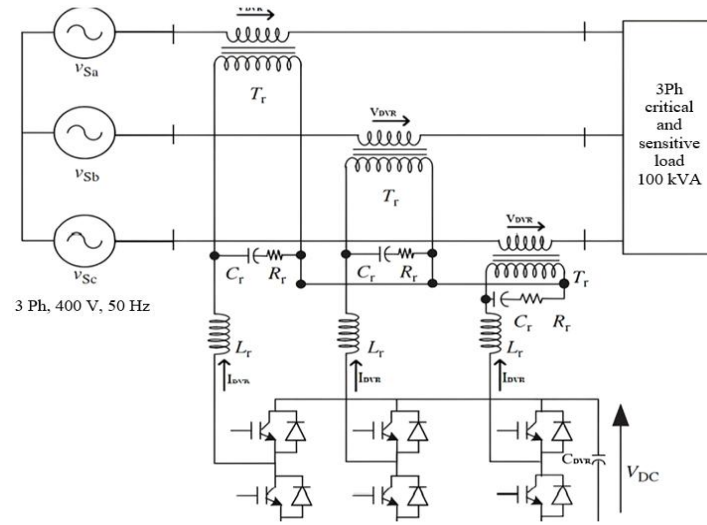 V_DVR
v_Sa
T_r
V_DVR
v_Sb
T_r
V_DVR
v_Sc
C_r R_r
C_r R_r
T_r
C_r R_r
3 Ph, 400 V, 50 Hz
3Ph
critical
and
sensitive
load
100 kVA
L_r
L_r
L_r
I_DVR
I_DVR
I_DVR
C_DVR
V_DC